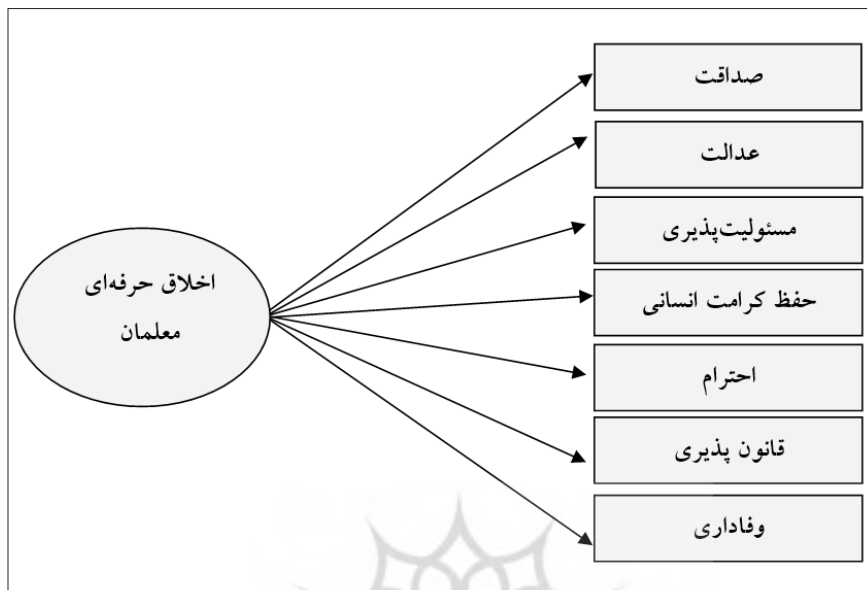 صداقت
عدالت
مسئولیت‌پذیری
حفظ کرامت انسانی
احترام
قانون پذیری
وفاداری
اخلاق حرفه‌ای
معلمان